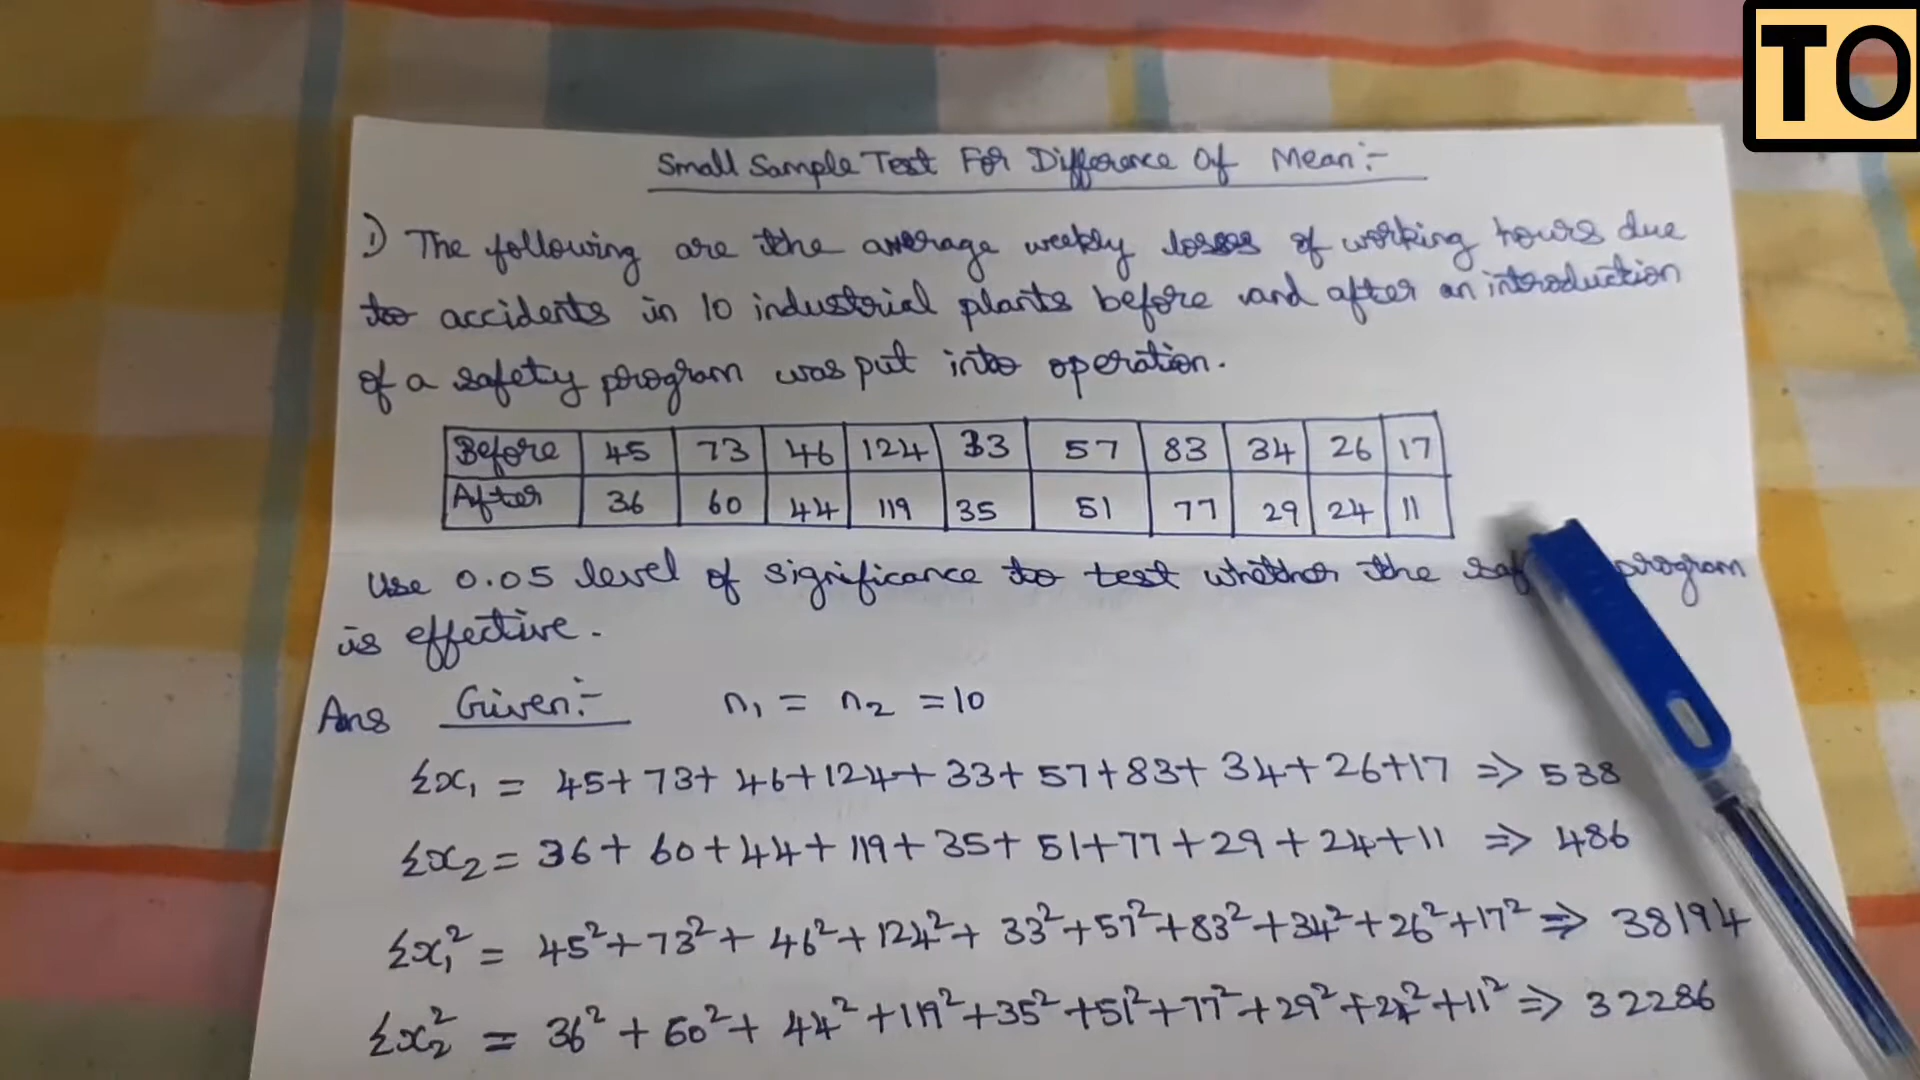 TO
Small Sample Test For Difference Of Mean:-
1) The following are the average weekly losses of working hours due
to accidents in 10 industrial plants before and after an introduction
of a safety program was put into operation.
Before 45 73 46 124 33 57 83 34 26 17
After 36 60 44 119 35 51 77 29 24 11
Use 0.05 level of significance to test whether the saf program
is effective.
Ans Given:- n₁ = n₂ = 10
Σx₁ = 45+73+46+124+33+57+83+34+26+17 ⇒ 538
Σx₂ = 36+60+44+119+35+51+77+29+24+11 ⇒ 486
Σx₁² = 45²+73²+46²+124²+33²+57²+83²+34²+26²+17² ⇒ 38194
Σx₂² = 36²+60²+44²+119²+35²+51²+77²+29²+24²+11² ⇒ 32286